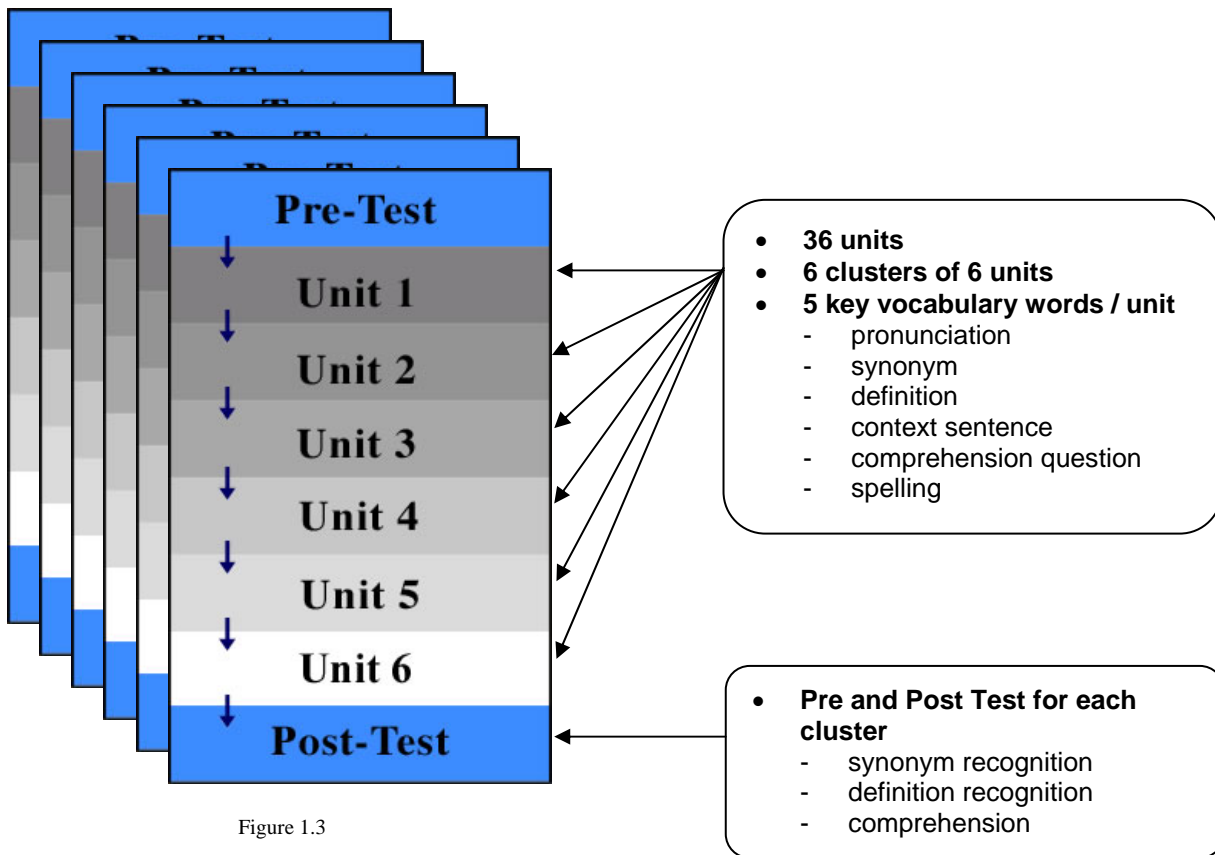 Pre-Test
Unit 1
Unit 2
Unit 3
Unit 4
Unit 5
Unit 6
Post-Test
• 36 units
• 6 clusters of 6 units
• 5 key vocabulary words / unit
- pronunciation
- synonym
- definition
- context sentence
- comprehension question
- spelling
• Pre and Post Test for each
cluster
- synonym recognition
- definition recognition
- comprehension
Figure 1.3